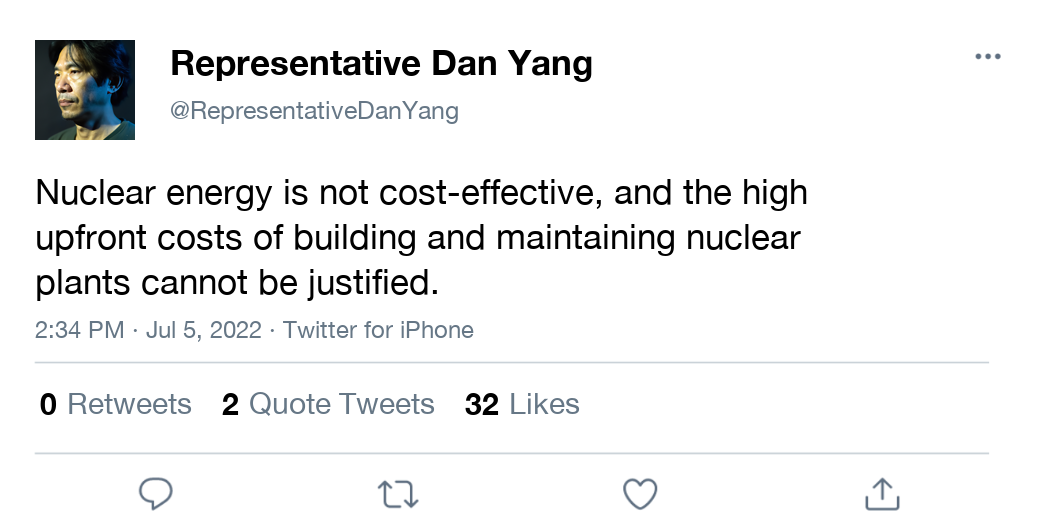 Representative Dan Yang
@RepresentativeDanYang
Nuclear energy is not cost-effective, and the high
upfront costs of building and maintaining nuclear
plants cannot be justified.
2:34 PM · Jul 5, 2022 · Twitter for iPhone
0 Retweets 2 Quote Tweets 32 Likes